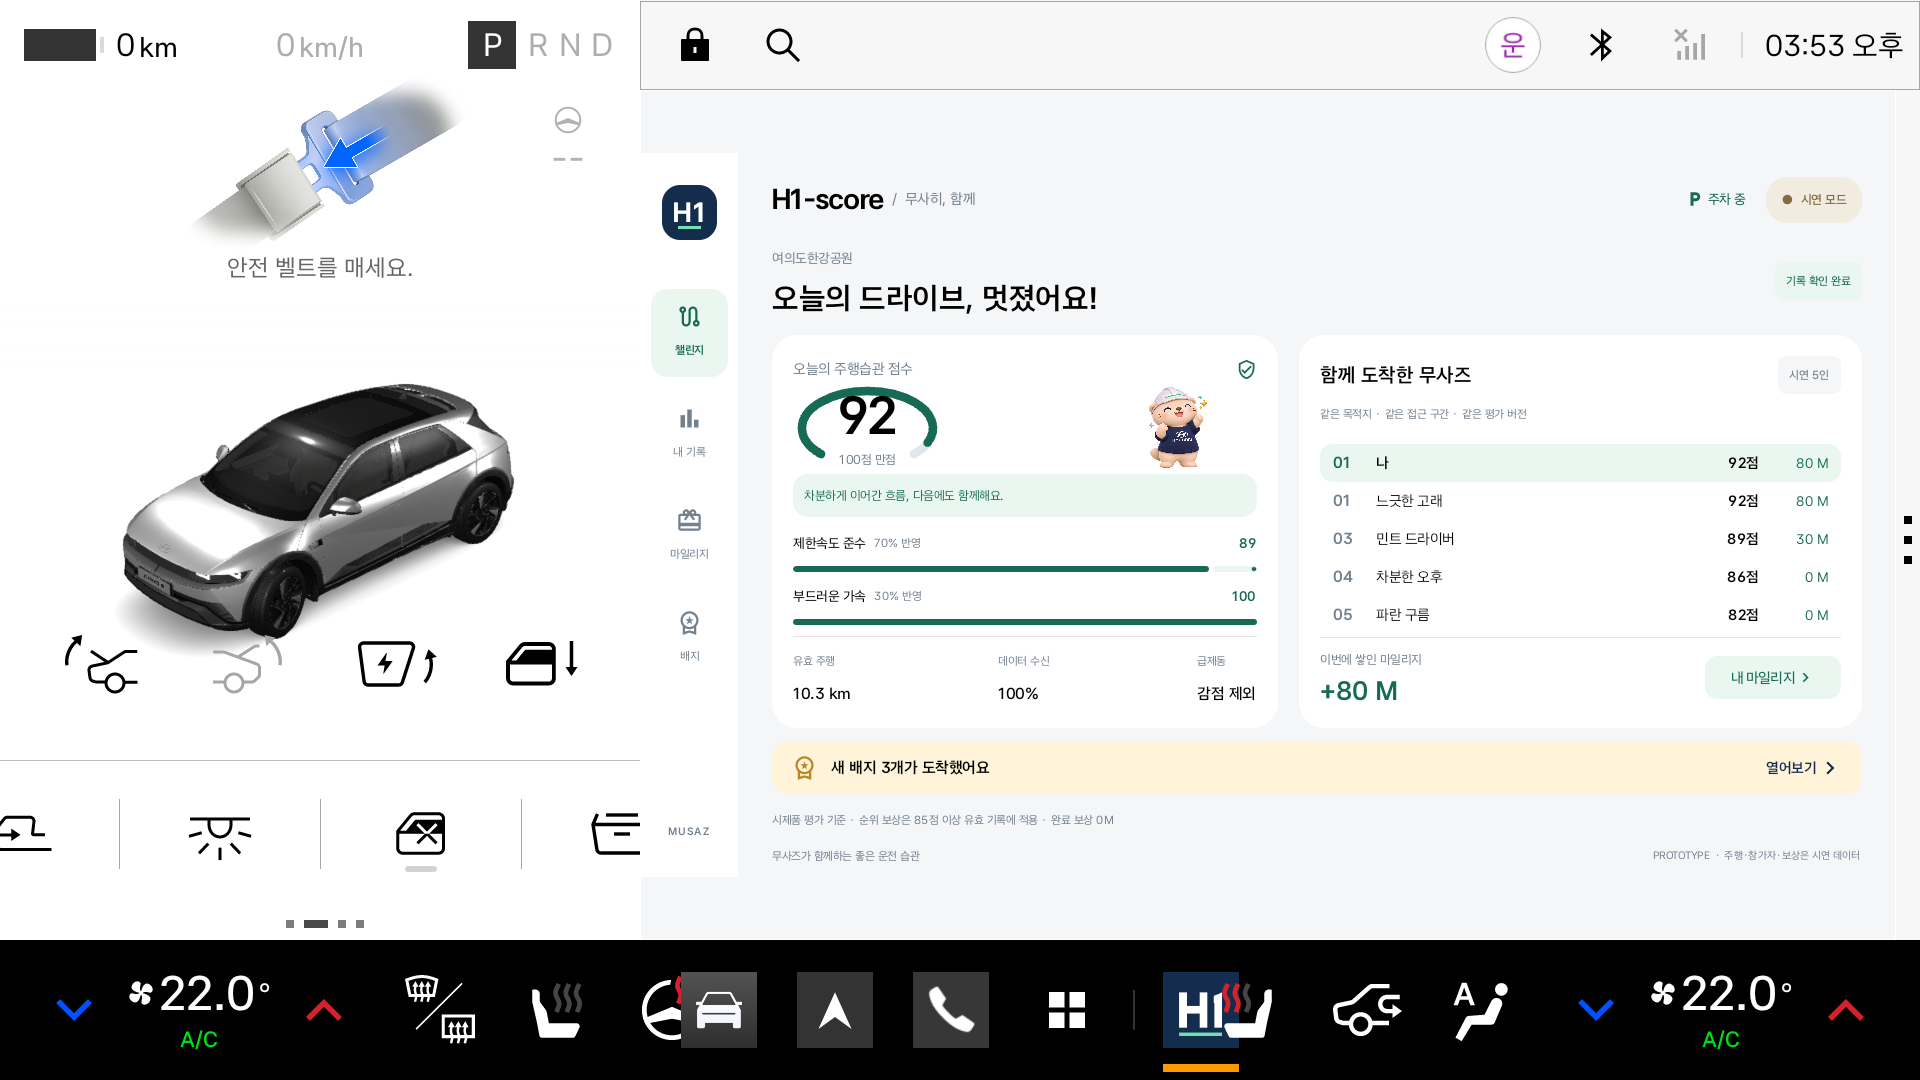 0 km
0 km/h
P R N D
운
03:53 오후
안전 벨트를 매세요.
H1
챌린지
내 기록
마일리지
배지
MUSAZ
H1-score / 무사히, 함께
P 주차 중
시연 모드
여의도한강공원
오늘의 드라이브, 멋졌어요!
기록 확인 완료
오늘의 주행습관 점수
92
100점 만점
차분하게 이어간 흐름, 다음에도 함께해요.
제한속도 준수 70% 반영 89
부드러운 가속 30% 반영 100
유효 주행 데이터 수신 급제동
10.3 km 100% 감점 제외
함께 도착한 무사즈
시연 5인
같은 목적지 · 같은 접근 구간 · 같은 평가 버전
01 나 92점 80 M
01 느긋한 고래 92점 80 M
03 민트 드라이버 89점 30 M
04 차분한 오후 86점 0 M
05 파란 구름 82점 0 M
이번에 쌓인 마일리지
+80 M
내 마일리지
새 배지 3개가 도착했어요
열어보기
시제품 평가 기준 · 순위 보상은 85점 이상 유효 기록에 적용 · 완료 보상 0 M
무사즈가 함께하는 좋은 운전 습관
PROTOTYPE · 주행·참가자·보상은 시연 데이터
22.0°
A/C
H1
A
22.0°
A/C